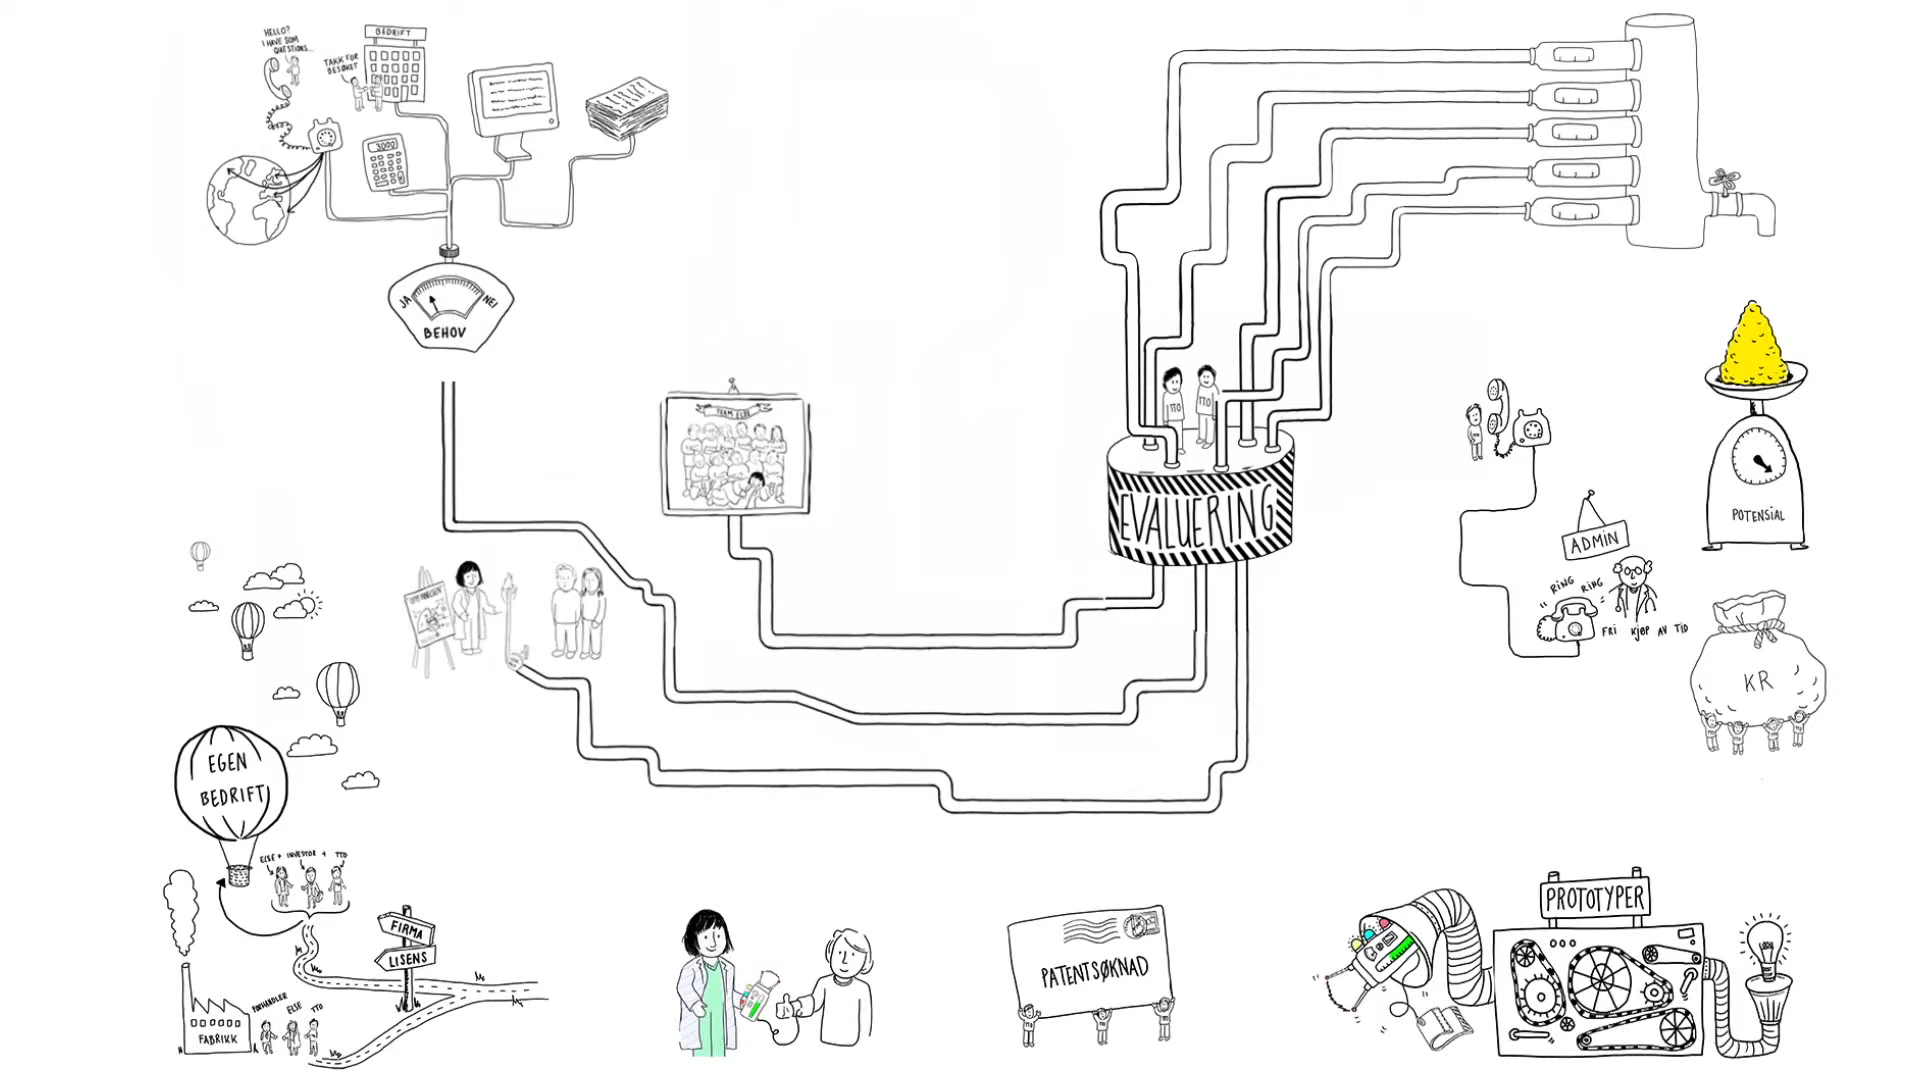 HELLO?
I HAVE SOM
QUESTIONS...
TAKK FOR
BESØKET
BEDRIFT
3000
JA
NEI
BEHOV
TEAM ELSE
TTO
TTO
EVALUERING
POTENSIAL
ADMIN
RING RING
FRI KJØP AV TID
KR
EGEN
BEDRIFT
ELSE + INVESTOR + TTO
FIRMA
LISENS
FORHANDLER
ELSE
TTO
FABRIKK
PATENTSØKNAD
PROTOTYPER